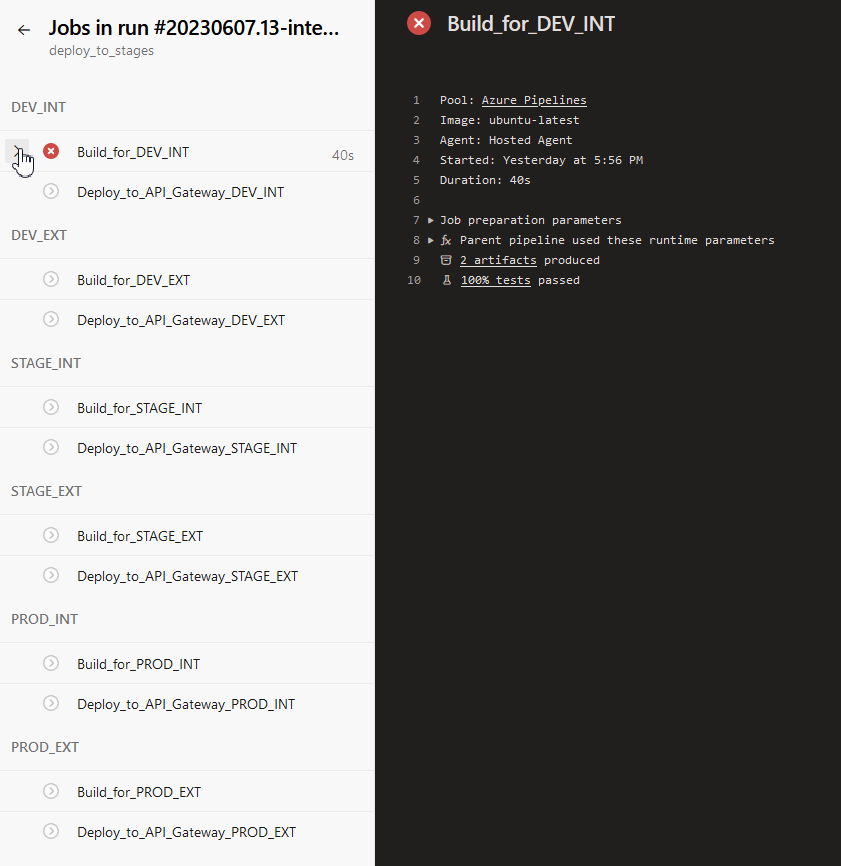 Jobs in run #20230607.13-inte...
deploy_to_stages
DEV_INT
Build_for_DEV_INT 40s
Deploy_to_API_Gateway_DEV_INT
DEV_EXT
Build_for_DEV_EXT
Deploy_to_API_Gateway_DEV_EXT
STAGE_INT
Build_for_STAGE_INT
Deploy_to_API_Gateway_STAGE_INT
STAGE_EXT
Build_for_STAGE_EXT
Deploy_to_API_Gateway_STAGE_EXT
PROD_INT
Build_for_PROD_INT
Deploy_to_API_Gateway_PROD_INT
PROD_EXT
Build_for_PROD_EXT
Deploy_to_API_Gateway_PROD_EXT
Build_for_DEV_INT
1 Pool: Azure Pipelines
2 Image: ubuntu-latest
3 Agent: Hosted Agent
4 Started: Yesterday at 5:56 PM
5 Duration: 40s
6
7 Job preparation parameters
8 fx Parent pipeline used these runtime parameters
9 2 artifacts produced
10 100% tests passed